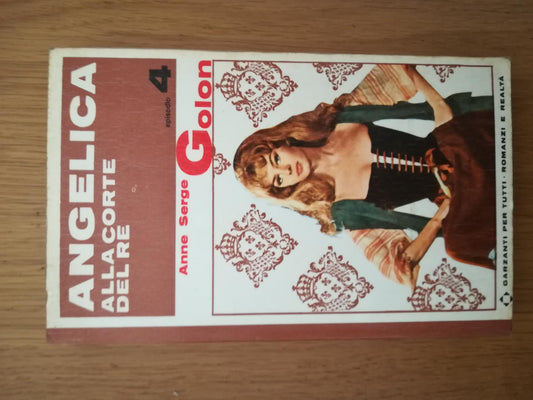 ANGELICA
ALLA CORTE
DEL RE
episodio 4
Anne Serge
Golon
GARZANTI PER TUTTI · ROMANZI E REALTÀ